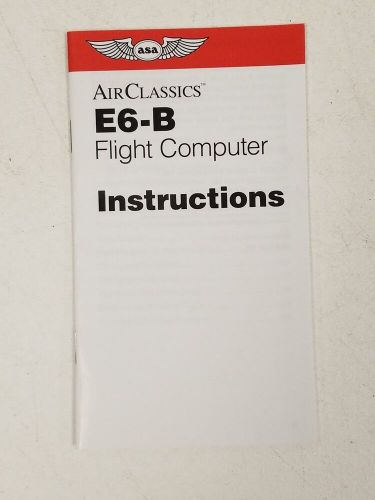 asa
AIRCLASSICS™
E6-B
Flight Computer
Instructions